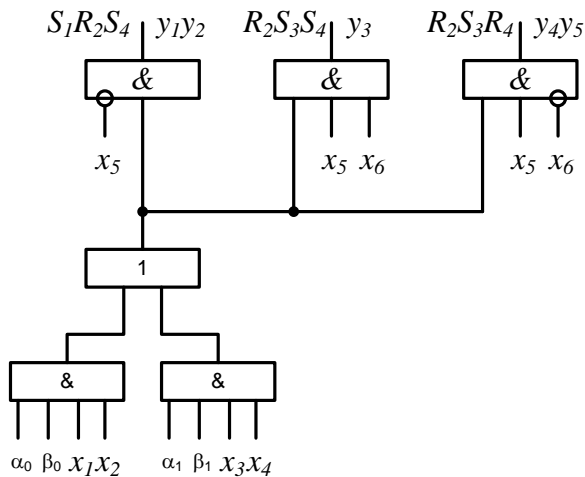 S₁R₂S₄ y₁y₂ R₂S₃S₄ y₃ R₂S₃R₄ y₄y₅
& & &
x₅ x₅ x₆ x₅ x₆
1
& &
α₀ β₀ x₁x₂ α₁ β₁ x₃x₄